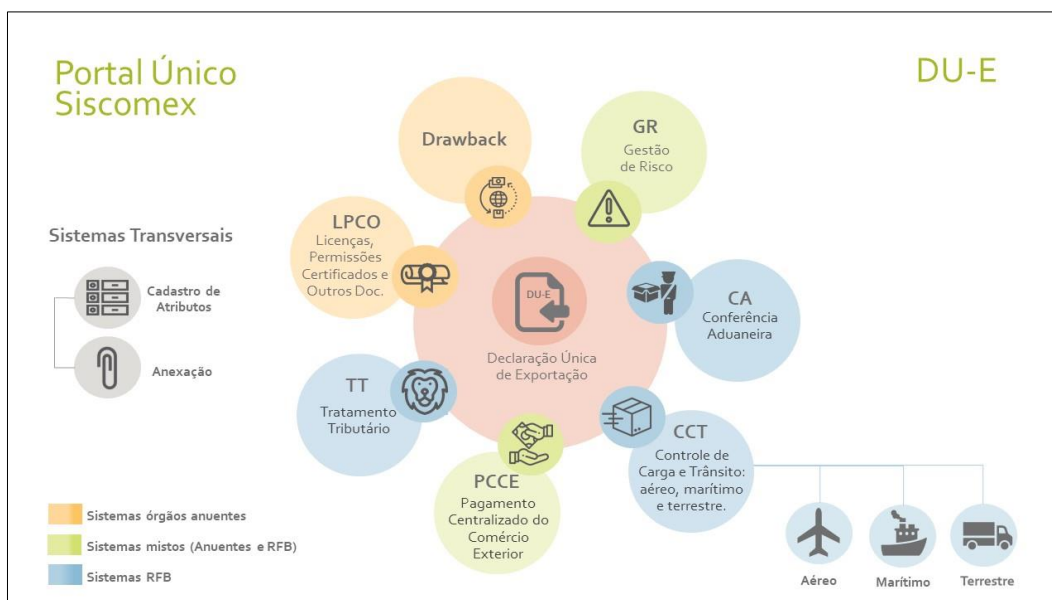 Portal Único
Siscomex
DU-E
Drawback
GR
Gestão
de Risco
LPCO
Licenças,
Permissões
Certificados e
Outros Doc.
Sistemas Transversais
Cadastro de
Atributos
Anexação
DU-E
Declaração Única
de Exportação
CA
Conferência
Aduaneira
TT
Tratamento
Tributário
CCT
Controle de
Carga e Trânsito:
aéreo, marítimo
e terrestre.
PCCE
Pagamento
Centralizado do
Comércio
Exterior
Sistemas órgãos anuentes
Sistemas mistos (Anuentes e RFB)
Sistemas RFB
Aéreo
Marítimo
Terrestre